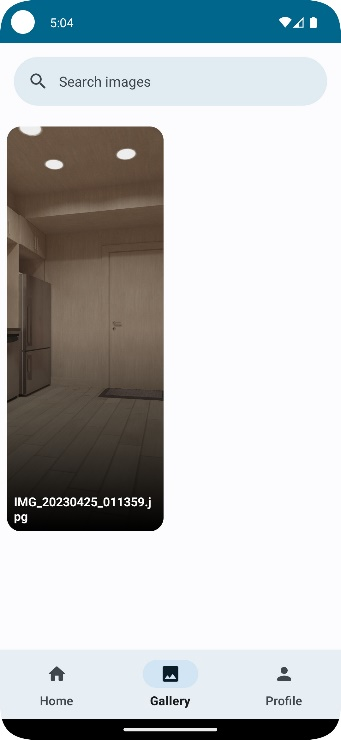 5:04
Search images
IMG_20230425_011359.j
pg
Home
Gallery
Profile